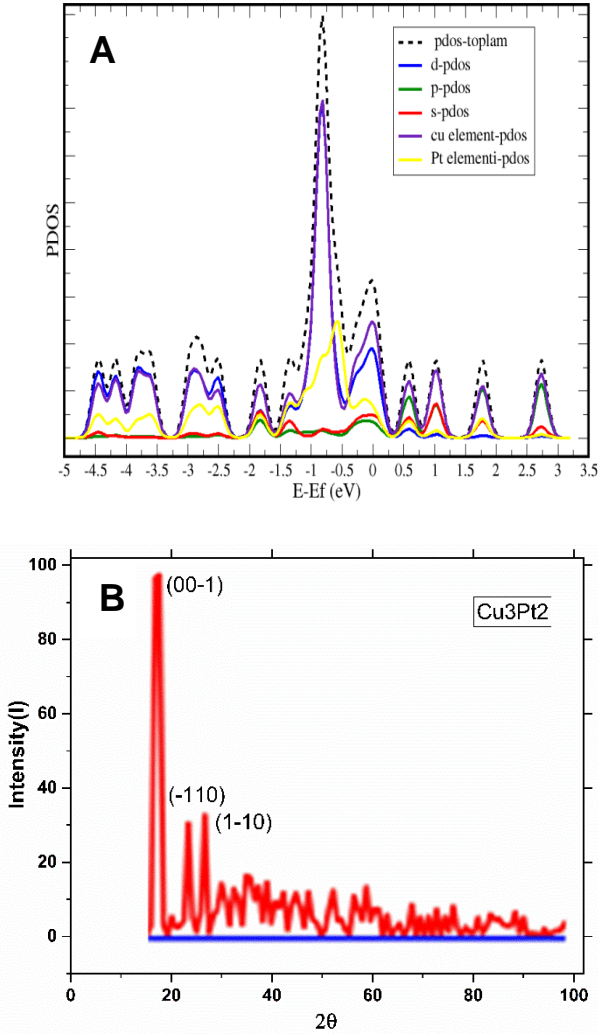 A
pdos-toplam
d-pdos
p-pdos
s-pdos
cu element-pdos
Pt elementi-pdos
PDOS
-5 -4.5 -4 -3.5 -3 -2.5 -2 -1.5 -1 -0.5 0 0.5 1 1.5 2 2.5 3 3.5
E-Ef (eV)
B
(00-1)
Cu3Pt2
(-110)
(1-10)
Intensity(I)
100
80
60
40
20
0
0 20 40 60 80 100
2θ